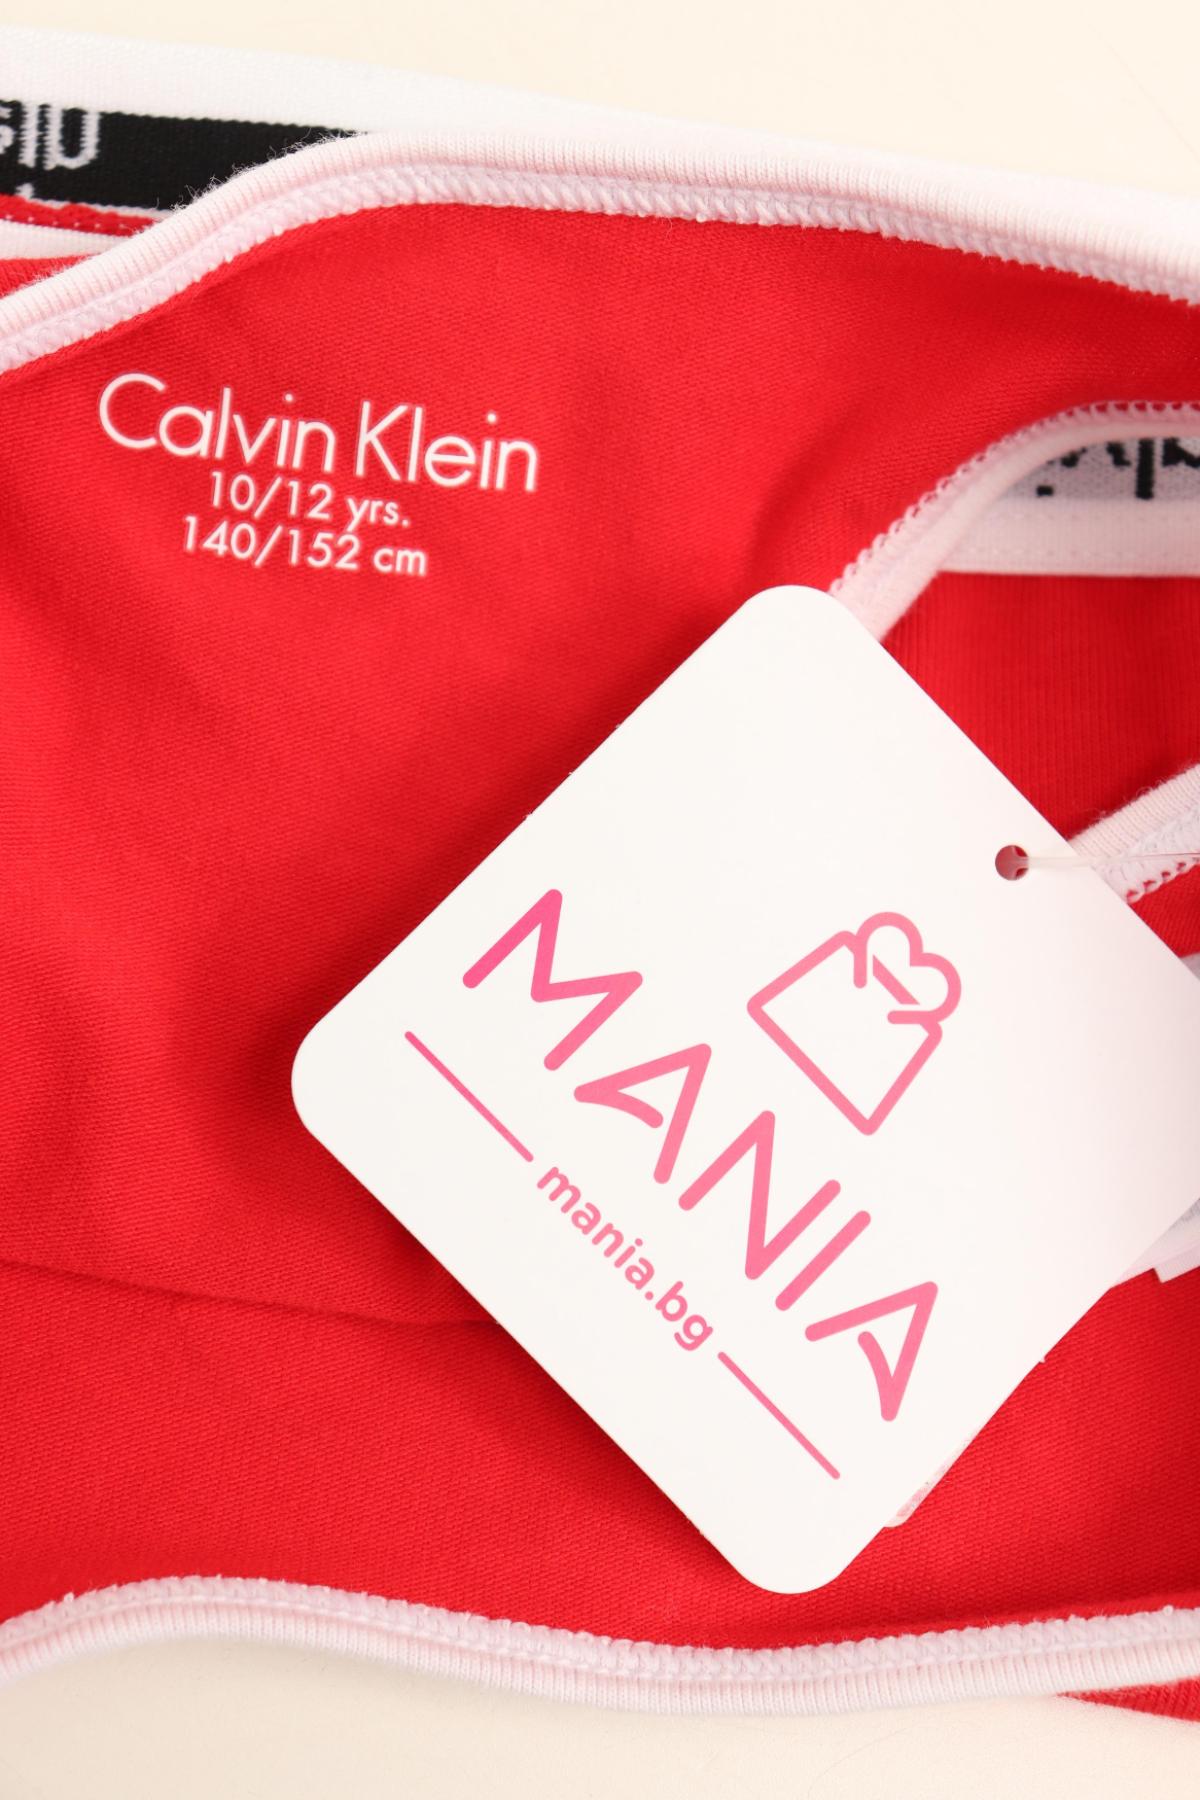 Calvin Klein
10/12 yrs.
140/152 cm
MANIA
mania.bg